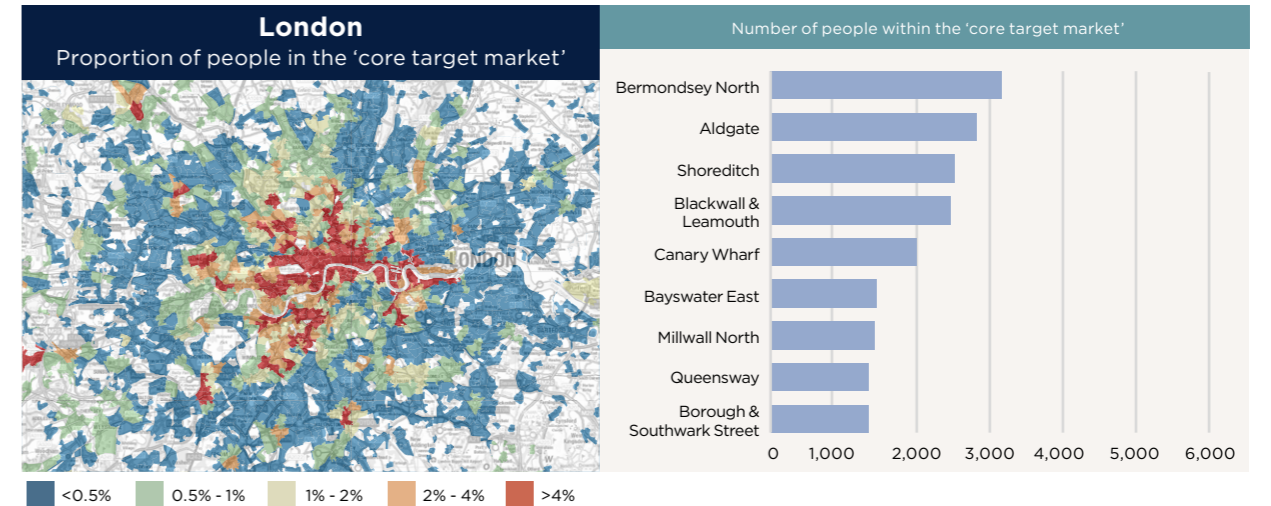 London
Proportion of people in the ‘core target market’
LONDON
<0.5%
0.5% - 1%
1% - 2%
2% - 4%
>4%
Number of people within the ‘core target market’
Bermondsey North
Aldgate
Shoreditch
Blackwall &
Leamouth
Canary Wharf
Bayswater East
Millwall North
Queensway
Borough &
Southwark Street
0
1,000
2,000
3,000
4,000
5,000
6,000